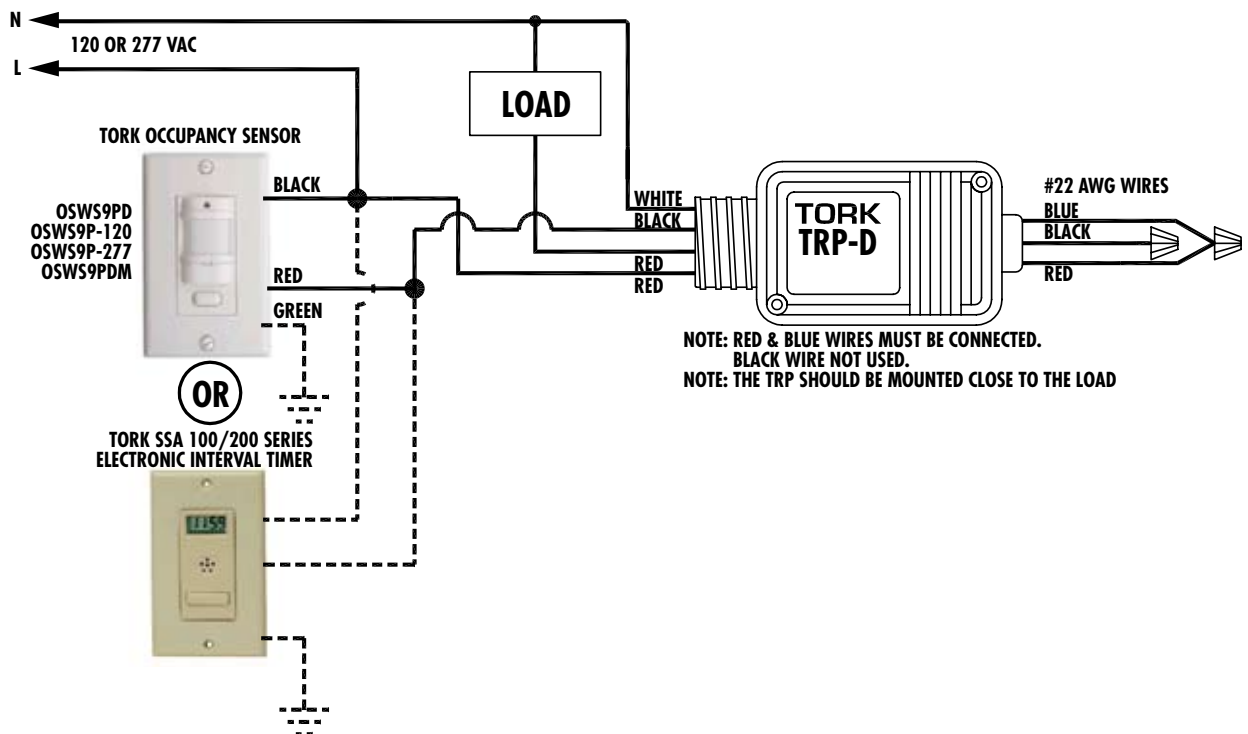 N
120 OR 277 VAC
L
LOAD
TORK OCCUPANCY SENSOR
BLACK
OSWS9PD
OSWS9P-120
OSWS9P-277
OSWS9PDM
RED
GREEN
WHITE
BLACK
RED
RED
TORK
TRP-D
#22 AWG WIRES
BLUE
BLACK
RED
NOTE: RED & BLUE WIRES MUST BE CONNECTED.
BLACK WIRE NOT USED.
NOTE: THE TRP SHOULD BE MOUNTED CLOSE TO THE LOAD
OR
TORK SSA 100/200 SERIES
ELECTRONIC INTERVAL TIMER
11:59